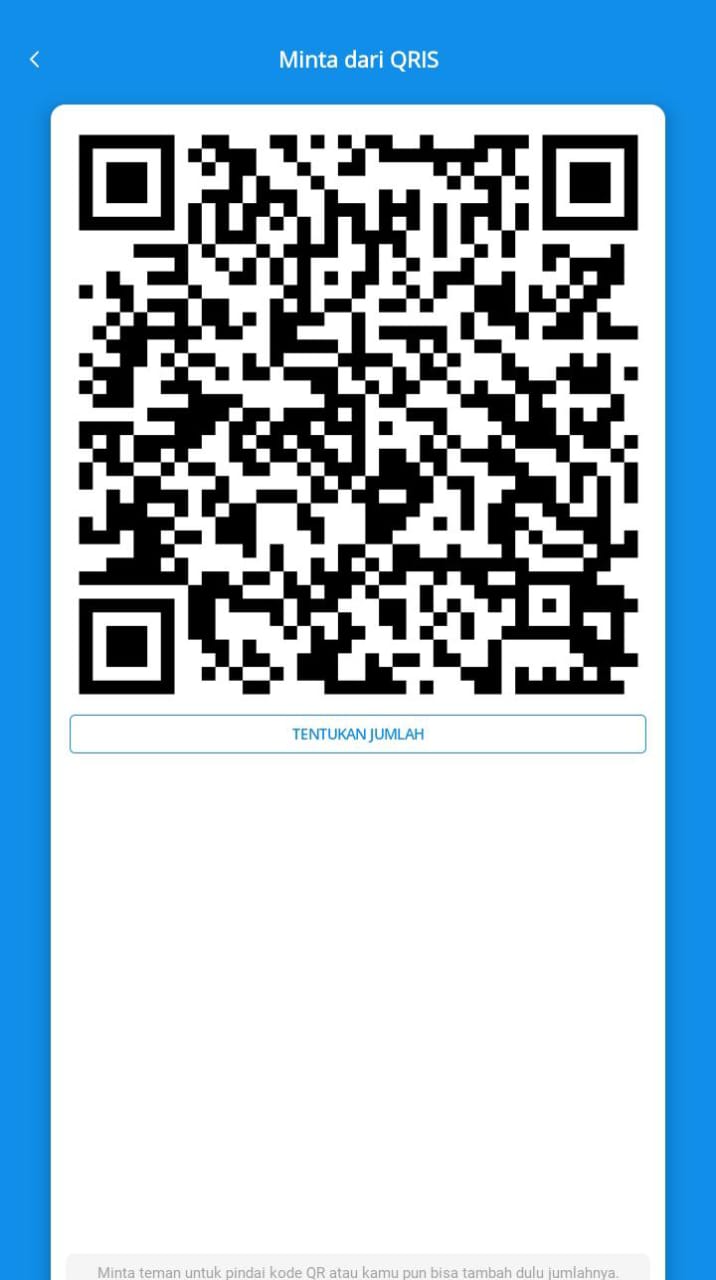 Minta dari QRIS
TENTUKAN JUMLAH
Minta teman untuk pindai kode QR atau kamu pun bisa tambah dulu jumlahnya.